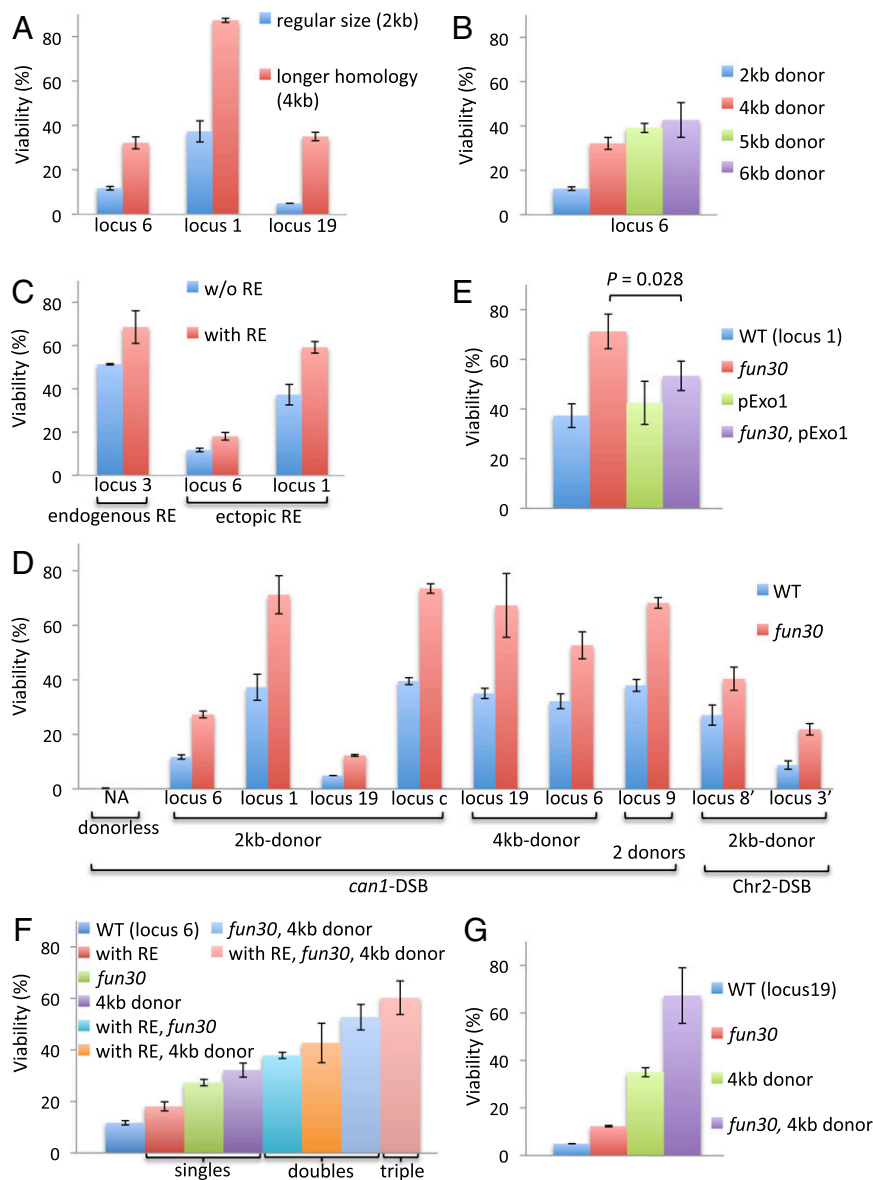 A
Viability (%)
80
60
40
20
0
regular size (2kb)
longer homology
(4kb)
locus 6
locus 1
locus 19
B
Viability (%)
80
60
40
20
0
2kb donor
4kb donor
5kb donor
6kb donor
locus 6
C
Viability (%)
80
60
40
20
0
w/o RE
with RE
locus 3
locus 6
locus 1
endogenous RE
ectopic RE
E
P = 0.028
Viability (%)
80
60
40
20
0
WT (locus 1)
fun30
pExo1
fun30, pExo1
D
Viability (%)
80
60
40
20
0
WT
fun30
NA
locus 6
locus 1
locus 19
locus c
locus 19
locus 6
locus 9
locus 8’
locus 3’
donorless
2kb-donor
4kb-donor
2 donors
2kb-donor
can1-DSB
Chr2-DSB
F
Viability (%)
80
60
40
20
0
WT (locus 6)
with RE
fun30
4kb donor
with RE, fun30
with RE, 4kb donor
fun30, 4kb donor
with RE, fun30, 4kb donor
singles
doubles
triple
G
Viability (%)
80
60
40
20
0
WT (locus19)
fun30
4kb donor
fun30, 4kb donor